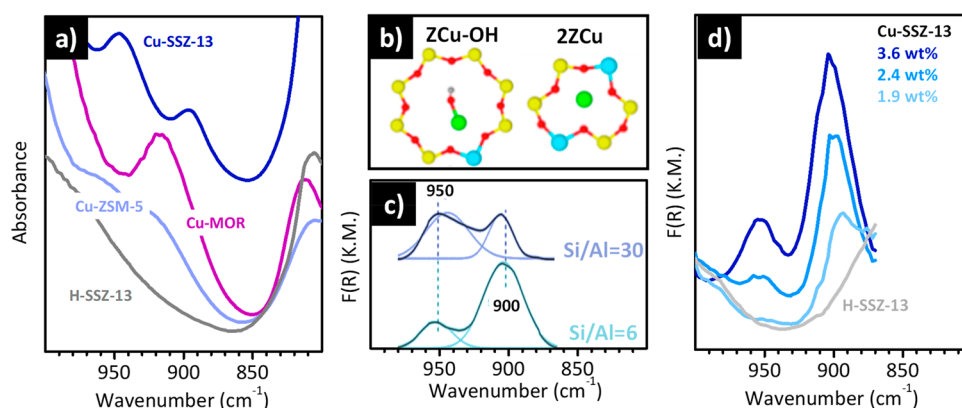 a)
Cu-SSZ-13
Cu-ZSM-5
Cu-MOR
H-SSZ-13
Absorbance
950 900 850
Wavenumber (cm-1)
b)
ZCu-OH 2ZCu
c)
950
Si/Al=30
900
Si/Al=6
F(R) (K.M.)
950 900 850
Wavenumber (cm-1)
d)
Cu-SSZ-13
3.6 wt%
2.4 wt%
1.9 wt%
H-SSZ-13
F(R) (K.M.)
950 900 850
Wavenumber (cm-1)